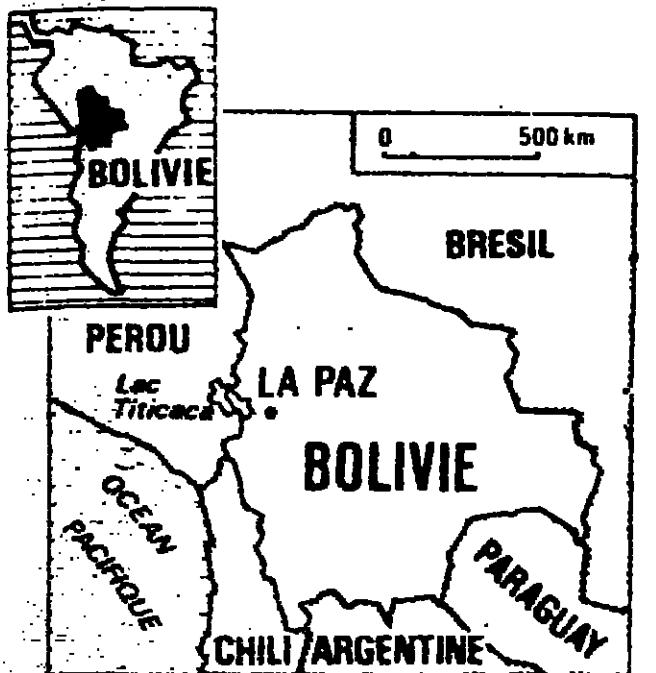 BOLIVIE
0 500 km
BRESIL
PEROU
Lac
Titicaca
LA PAZ
BOLIVIE
OCEAN
PACIFIQUE
PARAGUAY
CHILI
ARGENTINE